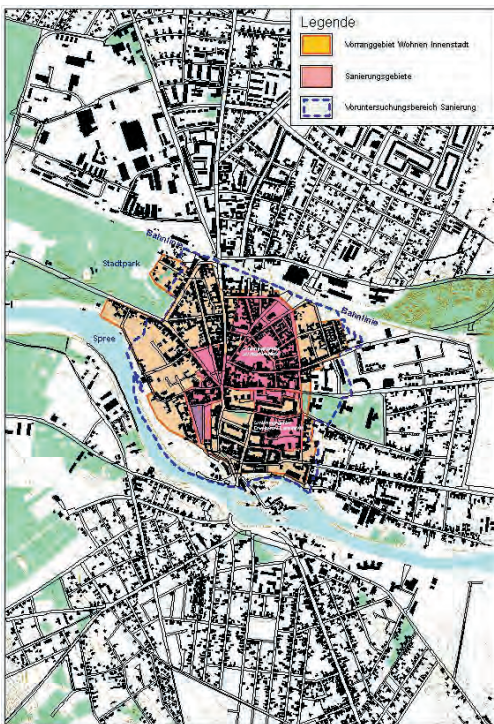 Legende
Vorranggebiet Wohnen Innenstadt
Sanierungsgebiete
Voruntersuchungsbereich Sanierung
Bahnlinie
Stadtpark
Bahnlinie
Spree